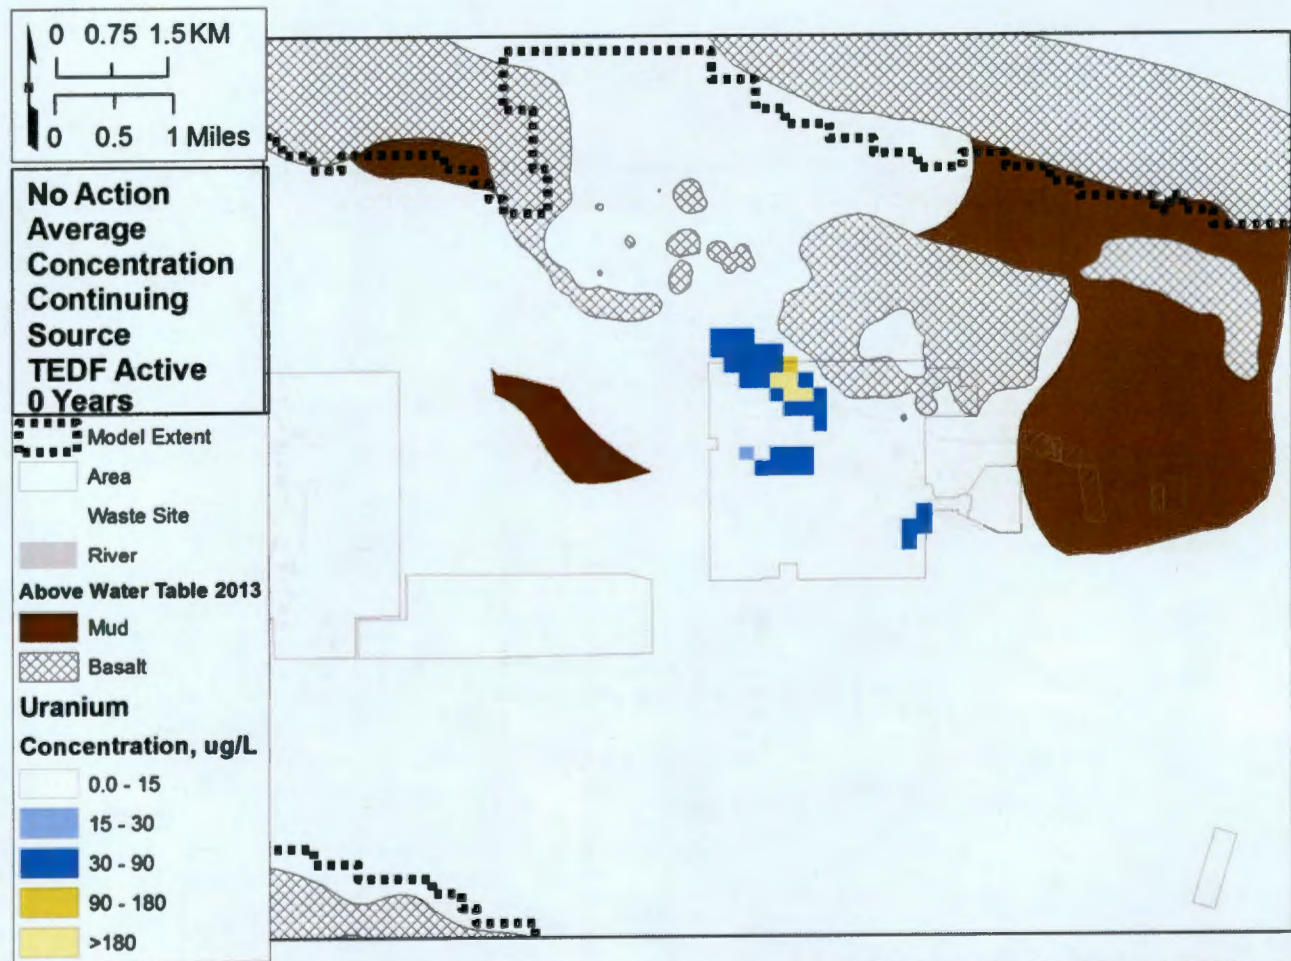 0 0.75 1.5 KM
N
0 0.5 1 Miles
No Action
Average
Concentration
Continuing
Source
TEDF Active
0 Years
Model Extent
Area
Waste Site
River
Above Water Table 2013
Mud
Basalt
Uranium
Concentration, ug/L
0.0 - 15
15 - 30
30 - 90
90 - 180
>180